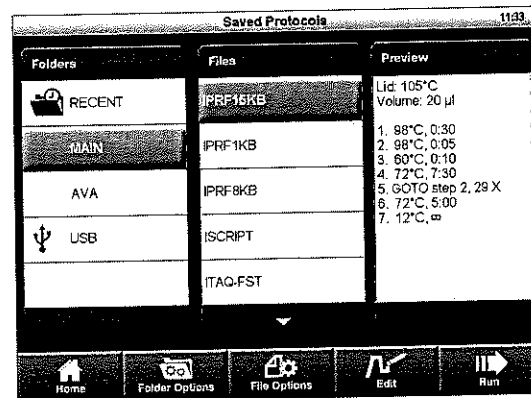 Saved Protocols
11:33
Folders
RECENT
MAIN
AVA
USB
Files
IPRF15KB
IPRF1KB
IPRF8KB
ISCRIPT
ITAQ-FST
Preview
Lid: 105°C
Volume: 20 µl
1. 98°C, 0:30
2. 98°C, 0:05
3. 60°C, 0:10
4. 72°C, 7:30
5. GOTO step 2, 29 X
6. 72°C, 5:00
7. 12°C, ∞
Home
Folder Options
File Options
Edit
Run